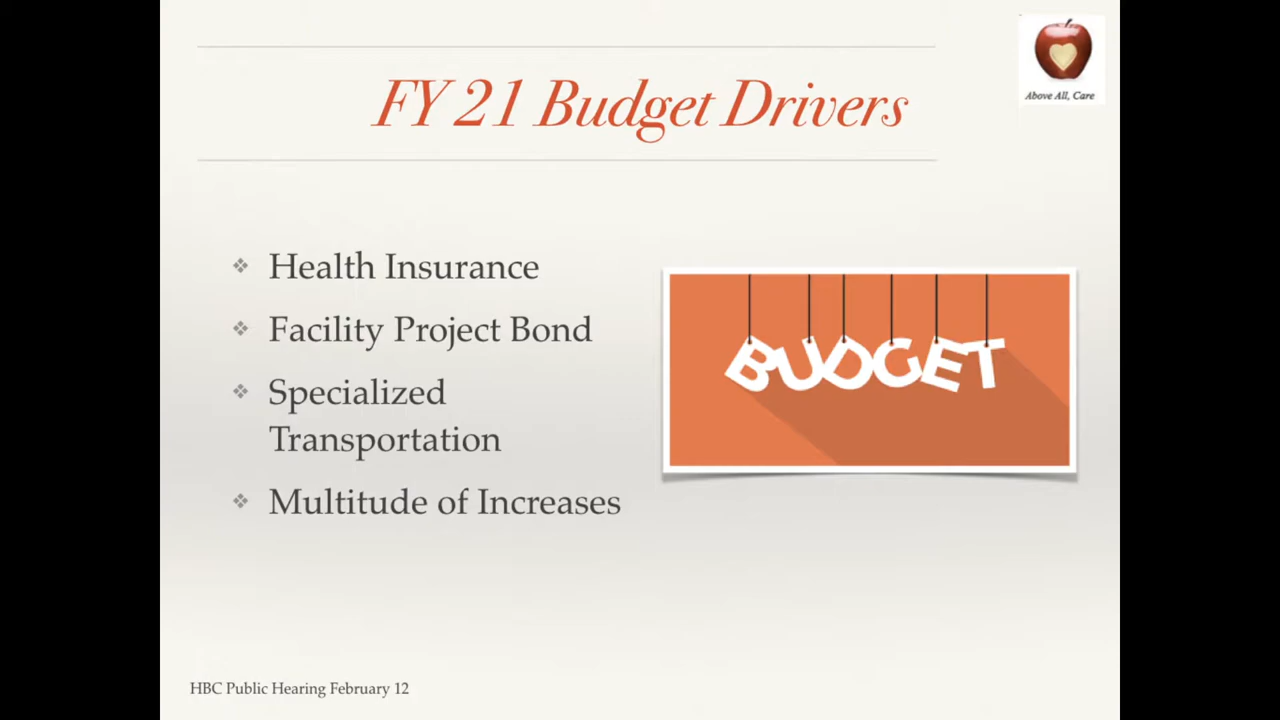 FY 21 Budget Drivers
Above All, Care
❖ Health Insurance
❖ Facility Project Bond
❖ Specialized
Transportation
❖ Multitude of Increases
BUDGET
HBC Public Hearing February 12